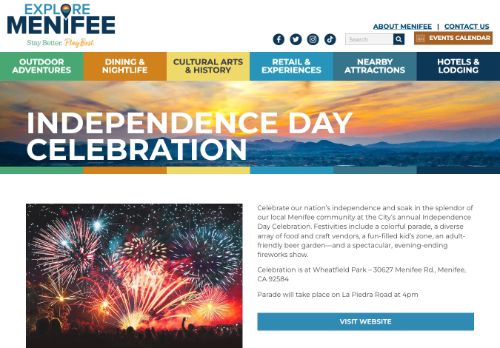 EXPLORE
MENIFEE
Stay Better. Play Best.
ABOUT MENIFEE | CONTACT US
Search
EVENTS CALENDAR
OUTDOOR ADVENTURES
DINING & NIGHTLIFE
CULTURAL ARTS & HISTORY
RETAIL & EXPERIENCES
NEARBY ATTRACTIONS
HOTELS & LODGING
INDEPENDENCE DAY
CELEBRATION
Celebrate our nation's independence and soak in the splendor of
our local Menifee community at the City's annual Independence
Day Celebration. Festivities include a colorful parade, a diverse
array of food and craft vendors, a fun-filled kid's zone, an adult-
friendly beer garden—and a spectacular, evening-ending
fireworks show.
Celebration is at Wheatfield Park – 30627 Menifee Rd., Menifee,
CA 92584
Parade will take place on La Piedra Road at 4pm
VISIT WEBSITE